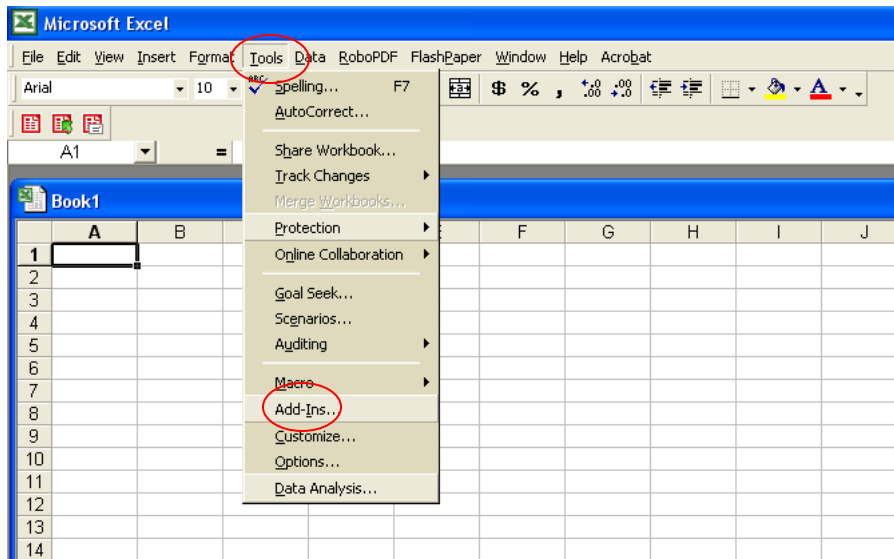 Microsoft Excel
File Edit View Insert Format Tools Data RoboPDF FlashPaper Window Help Acrobat
Arial 10 $ % ,
A1 =
Book1
Spelling... F7
AutoCorrect...
Share Workbook...
Track Changes
Merge Workbooks...
Protection
Online Collaboration
Goal Seek...
Scenarios...
Auditing
Macro
Add-Ins...
Customize...
Options...
Data Analysis...
A B F G H I J
1
2
3
4
5
6
7
8
9
10
11
12
13
14